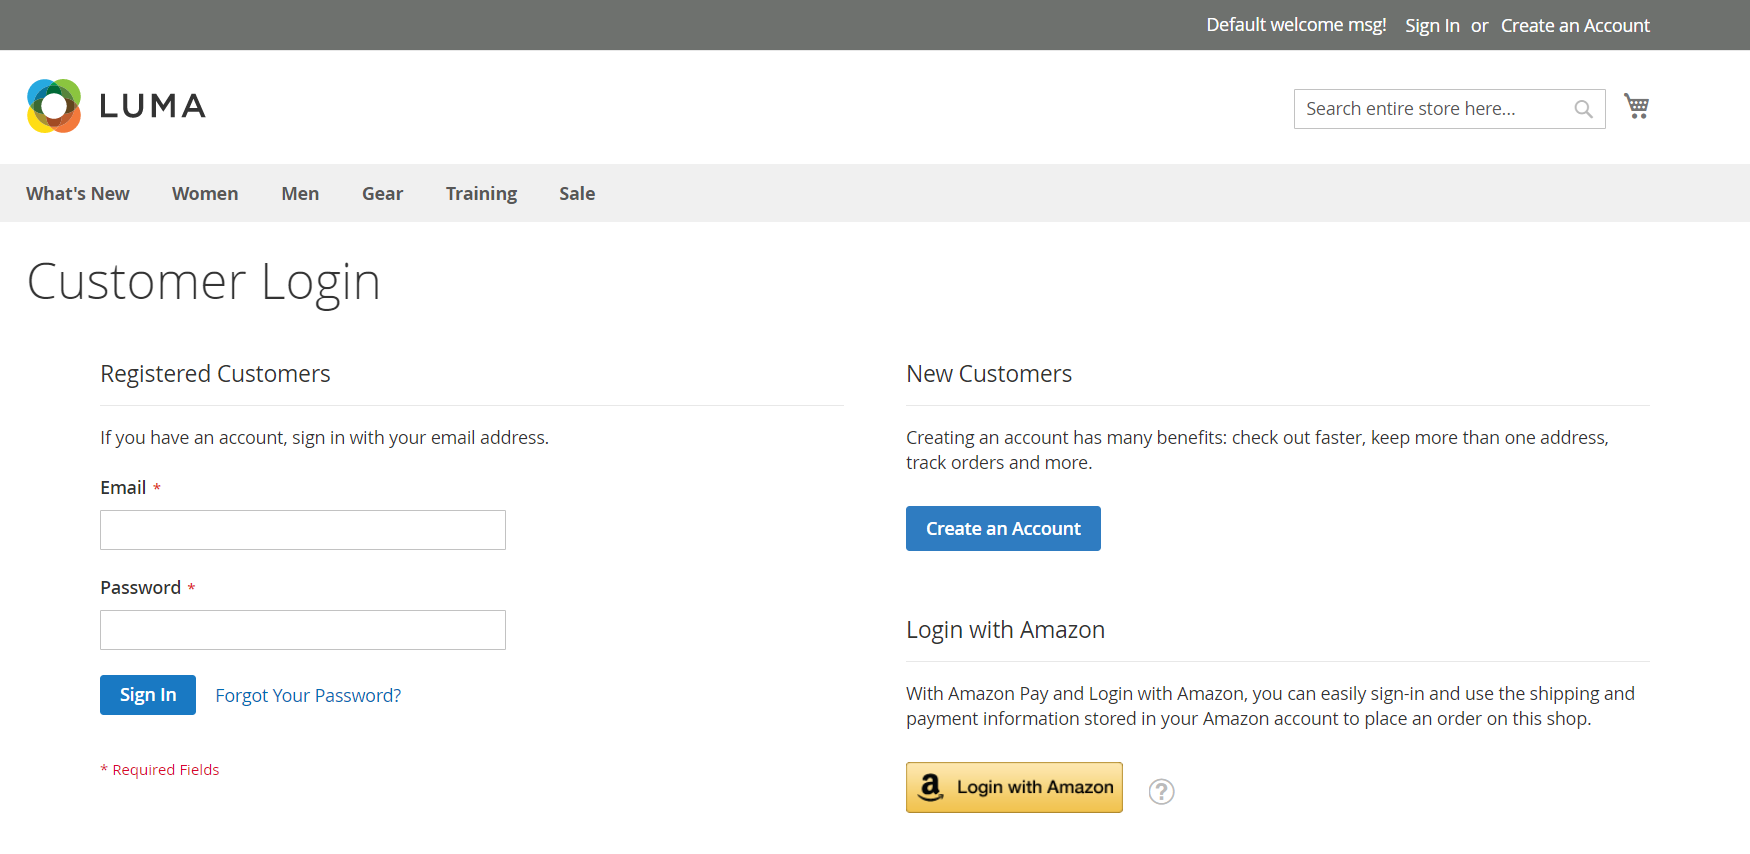 Default welcome msg! Sign In or Create an Account
LUMA
Search entire store here...
What's New Women Men Gear Training Sale
Customer Login
Registered Customers
If you have an account, sign in with your email address.
Email *
Password *
Sign In Forgot Your Password?
* Required Fields
New Customers
Creating an account has many benefits: check out faster, keep more than one address,
track orders and more.
Create an Account
Login with Amazon
With Amazon Pay and Login with Amazon, you can easily sign-in and use the shipping and
payment information stored in your Amazon account to place an order on this shop.
a Login with Amazon ?